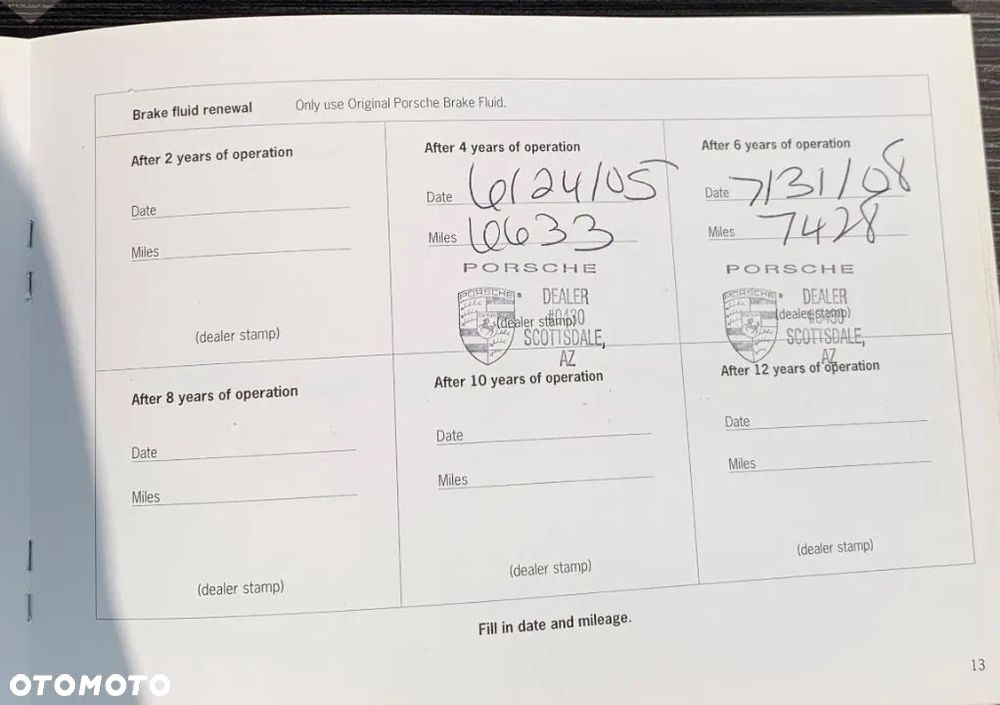 Brake fluid renewal Only use Original Porsche Brake Fluid.
After 2 years of operation
Date
Miles
(dealer stamp)
After 4 years of operation
Date 6/24/05
Miles 6633
PORSCHE
PORSCHE
DEALER
#0430
(dealer stamp)
SCOTTSDALE,
AZ
After 6 years of operation
Date 7/31/08
Miles 7428
PORSCHE
PORSCHE
DEALER
#0430
(dealer stamp)
SCOTTSDALE,
AZ
After 8 years of operation
Date
Miles
(dealer stamp)
After 10 years of operation
Date
Miles
(dealer stamp)
After 12 years of operation
Date
Miles
(dealer stamp)
Fill in date and mileage.
13
OTOMOTO